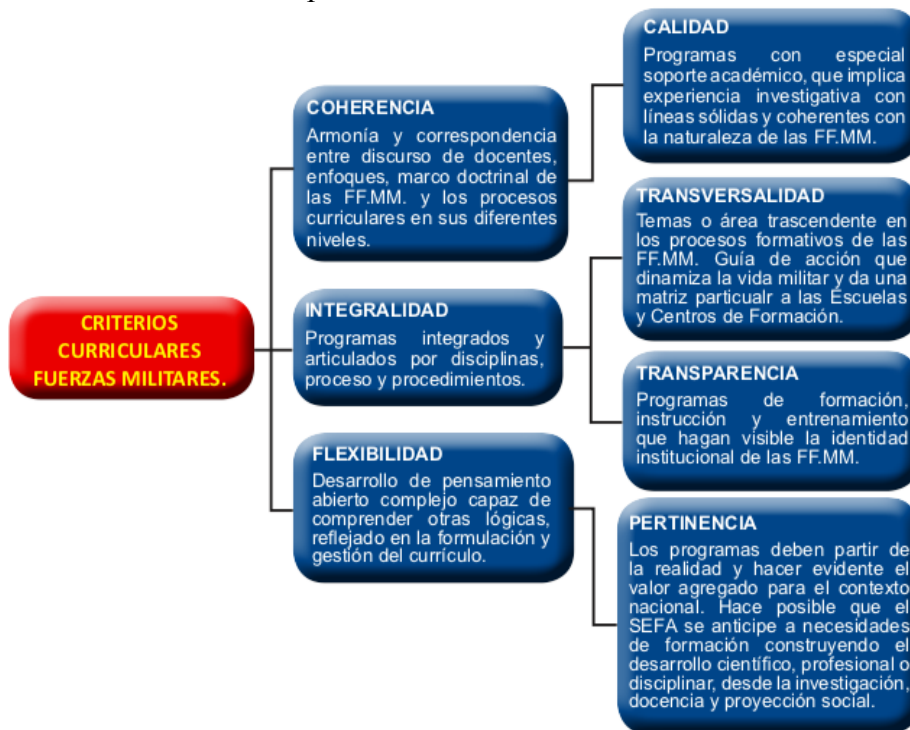 CRITERIOS
CURRICULARES
FUERZAS MILITARES.
COHERENCIA
Armonía y correspondencia
entre discurso de docentes,
enfoques, marco doctrinal de
las FF.MM. y los procesos
curriculares en sus diferentes
niveles.
CALIDAD
Programas con especial
soporte académico, que implica
experiencia investigativa con
líneas sólidas y coherentes con
la naturaleza de las FF.MM.
INTEGRALIDAD
Programas integrados y
articulados por disciplinas,
proceso y procedimientos.
TRANSVERSALIDAD
Temas o área trascendente en
los procesos formativos de las
FF.MM. Guía de acción que
dinamiza la vida militar y da una
matriz particualr a las Escuelas
y Centros de Formación.
TRANSPARENCIA
Programas de formación,
instrucción y entrenamiento
que hagan visible la identidad
institucional de las FF.MM.
FLEXIBILIDAD
Desarrollo de pensamiento
abierto complejo capaz de
comprender otras lógicas,
reflejado en la formulación y
gestión del currículo.
PERTINENCIA
Los programas deben partir de
la realidad y hacer evidente el
valor agregado para el contexto
nacional. Hace posible que el
SEFA se anticipe a necesidades
de formación construyendo el
desarrollo científico, profesional o
disciplinar, desde la investigación,
docencia y proyección social.